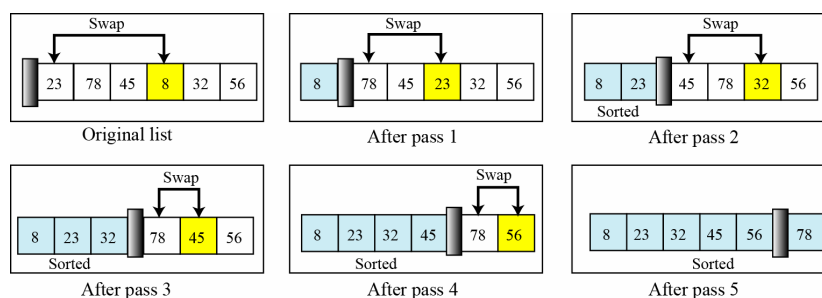 Swap
23 78 45 8 32 56
Original list
Swap
8 78 45 23 32 56
After pass 1
Swap
8 23 45 78 32 56
Sorted
After pass 2
Swap
8 23 32 78 45 56
Sorted
After pass 3
Swap
8 23 32 45 78 56
Sorted
After pass 4
8 23 32 45 56 78
Sorted
After pass 5